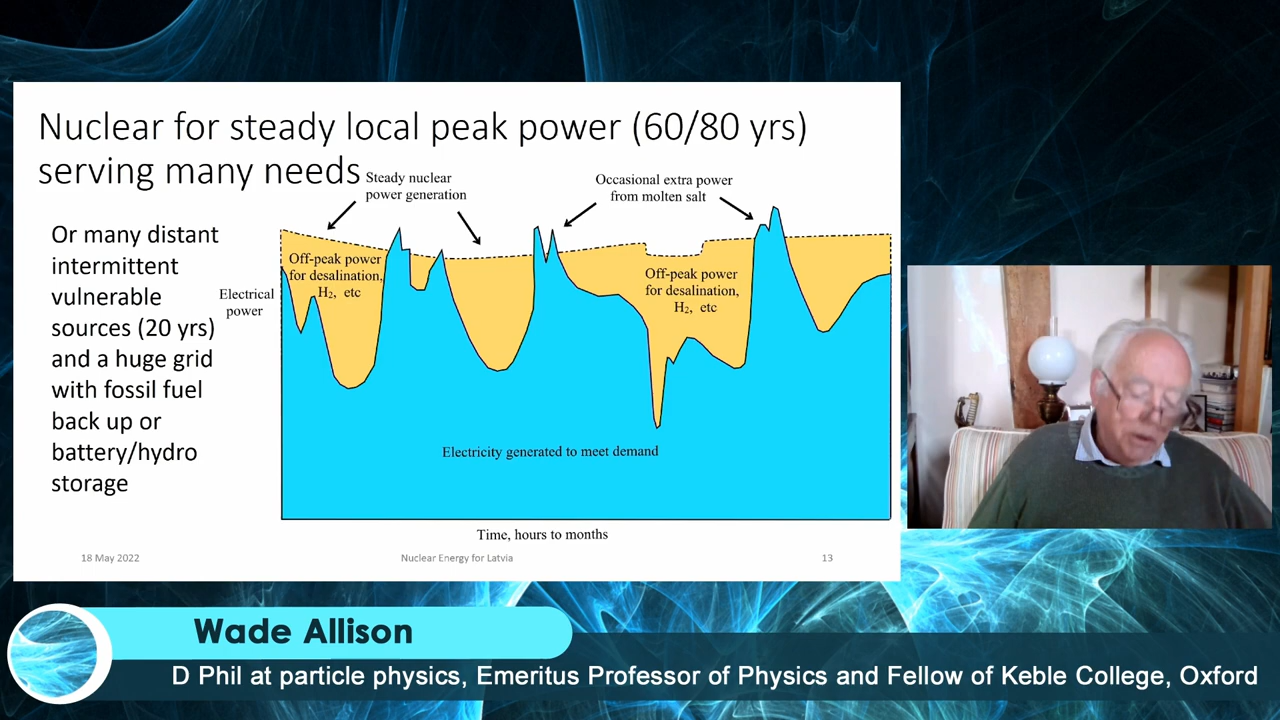 Nuclear for steady local peak power (60/80 yrs)
serving many needs
Steady nuclear
power generation
Occasional extra power
from molten salt
Or many distant
intermittent
vulnerable
sources (20 yrs)
and a huge grid
with fossil fuel
back up or
battery/hydro
storage
Electrical
power
Off-peak power
for desalination,
H₂, etc
Off-peak power
for desalination,
H₂, etc
Electricity generated to meet demand
Time, hours to months
18 May 2022
Nuclear Energy for Latvia
13
Wade Allison
D Phil at particle physics, Emeritus Professor of Physics and Fellow of Keble College, Oxford